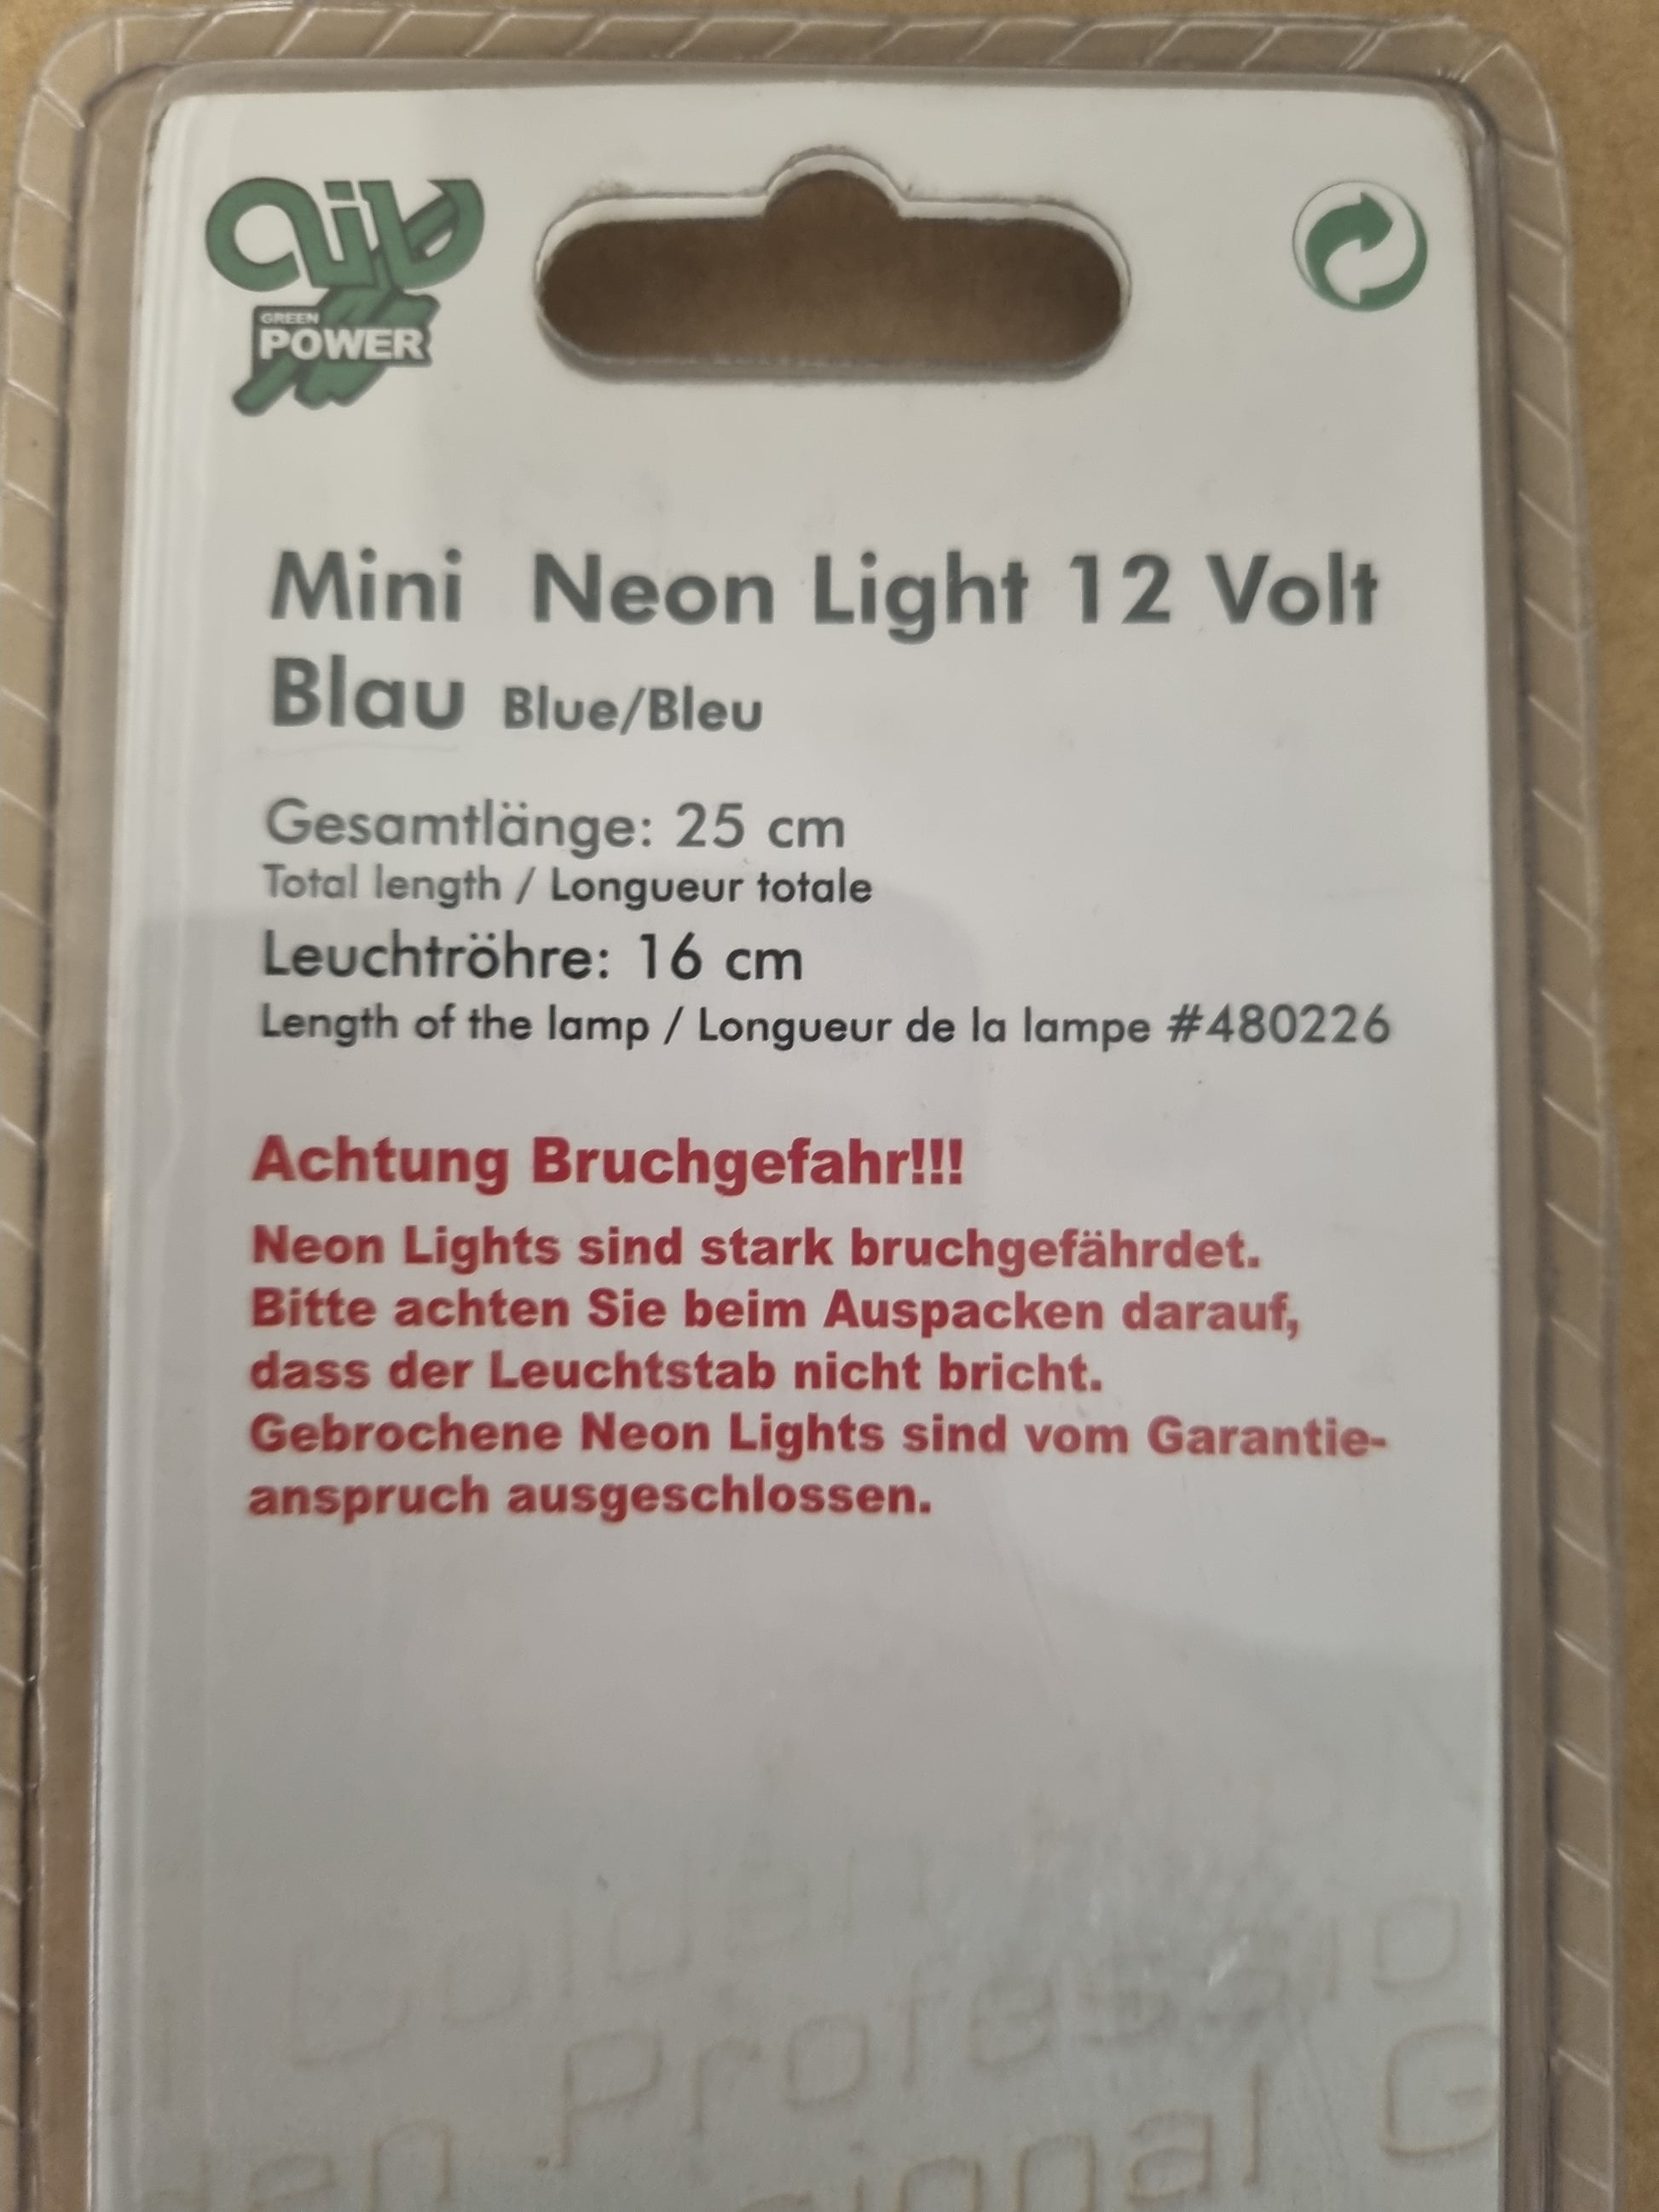 AIV
GREEN
POWER
Mini Neon Light 12 Volt
Blau Blue/Bleu
Gesamtlänge: 25 cm
Total length / Longueur totale
Leuchtröhre: 16 cm
Length of the lamp / Longueur de la lampe #480226
Achtung Bruchgefahr!!!
Neon Lights sind stark bruchgefährdet.
Bitte achten Sie beim Auspacken darauf,
dass der Leuchtstab nicht bricht.
Gebrochene Neon Lights sind vom Garantie-
anspruch ausgeschlossen.